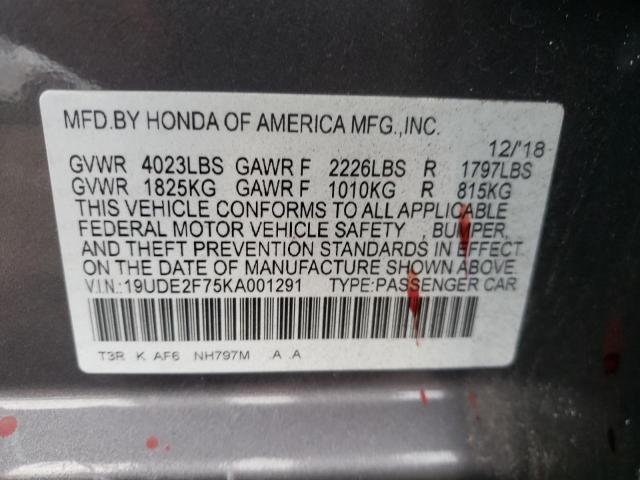 MFD.BY HONDA OF AMERICA MFG.,INC.
12/'18
GVWR 4023LBS GAWR F 2226LBS R 1797LBS
GVWR 1825KG GAWR F 1010KG R 815KG
THIS VEHICLE CONFORMS TO ALL APPLICABLE
FEDERAL MOTOR VEHICLE SAFETY , BUMPER,
AND THEFT PREVENTION STANDARDS IN EFFECT
ON THE DATE OF MANUFACTURE SHOWN ABOVE.
V.I.N.:19UDE2F75KA001291 TYPE:PASSENGER CAR
T3R K AF6 NH797M .A .A